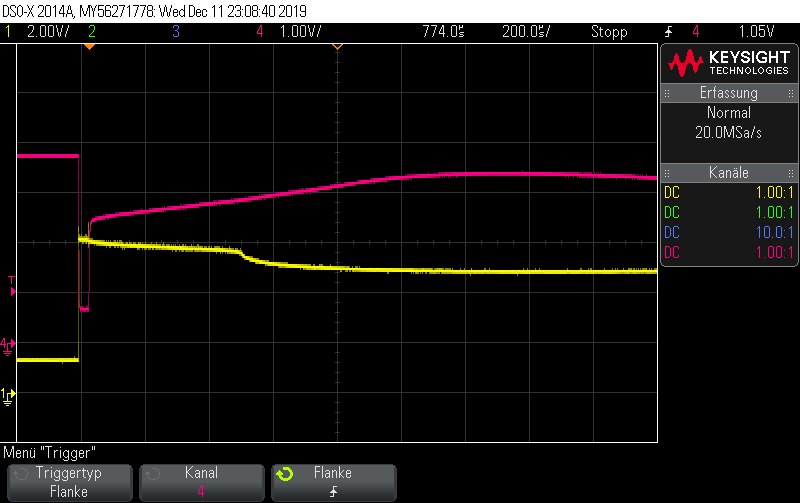 DSO-X 2014A, MY56271778: Wed Dec 11 23:08:40 2019
1 2.00V/ 2 3 4 1.00V/ 774.0s 200.0s/ Stopp 4 1.05V
KEYSIGHT
TECHNOLOGIES
Erfassung
Normal
20.0MSa/s
Kanäle
DC 1.00:1
DC 1.00:1
DC 10.0:1
DC 1.00:1
T
4
1
Menü "Trigger"
Triggertyp
Flanke
Kanal
4
Flanke